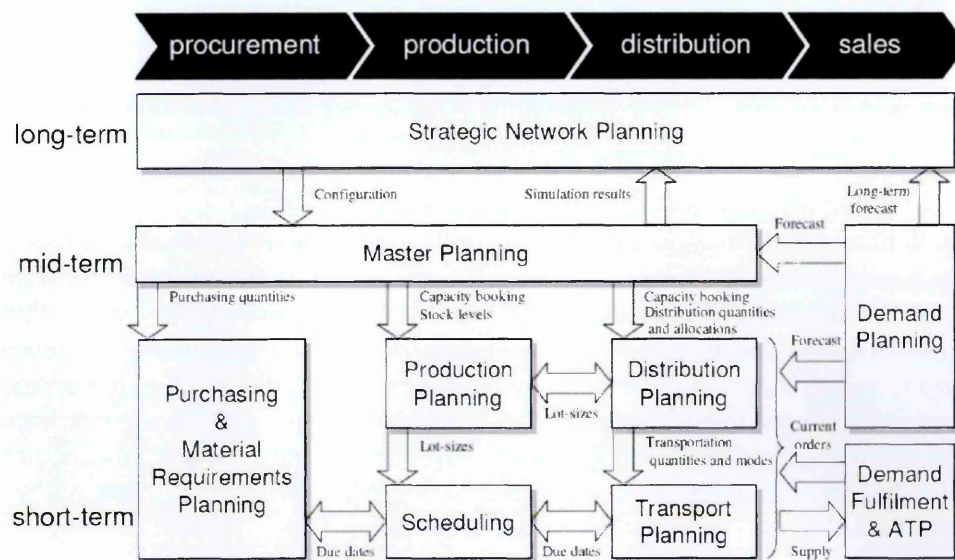 procurement production distribution sales
long-term
Strategic Network Planning
Configuration
Simulation results
Long-term
forecast
Forecast
mid-term
Master Planning
Purchasing quantities
Capacity booking
Stock levels
Capacity booking
Distribution quantities
and allocations
Demand
Planning
Forecast
Purchasing
&
Material
Requirements
Planning
Production
Planning
Lot-sizes
Distribution
Planning
Lot-sizes
Transportation
quantities and modes
Current
orders
short-term
Due dates
Scheduling
Due dates
Transport
Planning
Supply
Demand
Fulfilment
& ATP